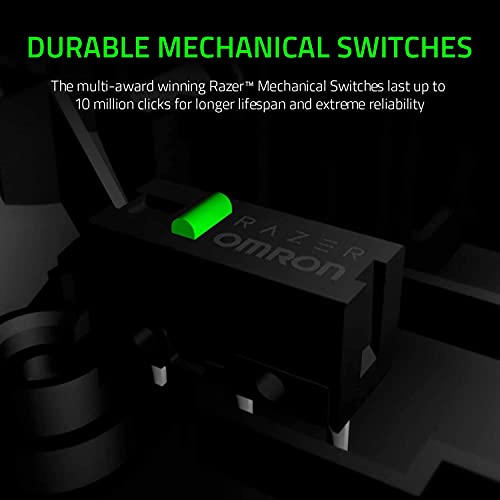 DURABLE MECHANICAL SWITCHES
The multi-award winning Razer™ Mechanical Switches last up to
10 million clicks for longer lifespan and extreme reliability
RAZER
OMRON